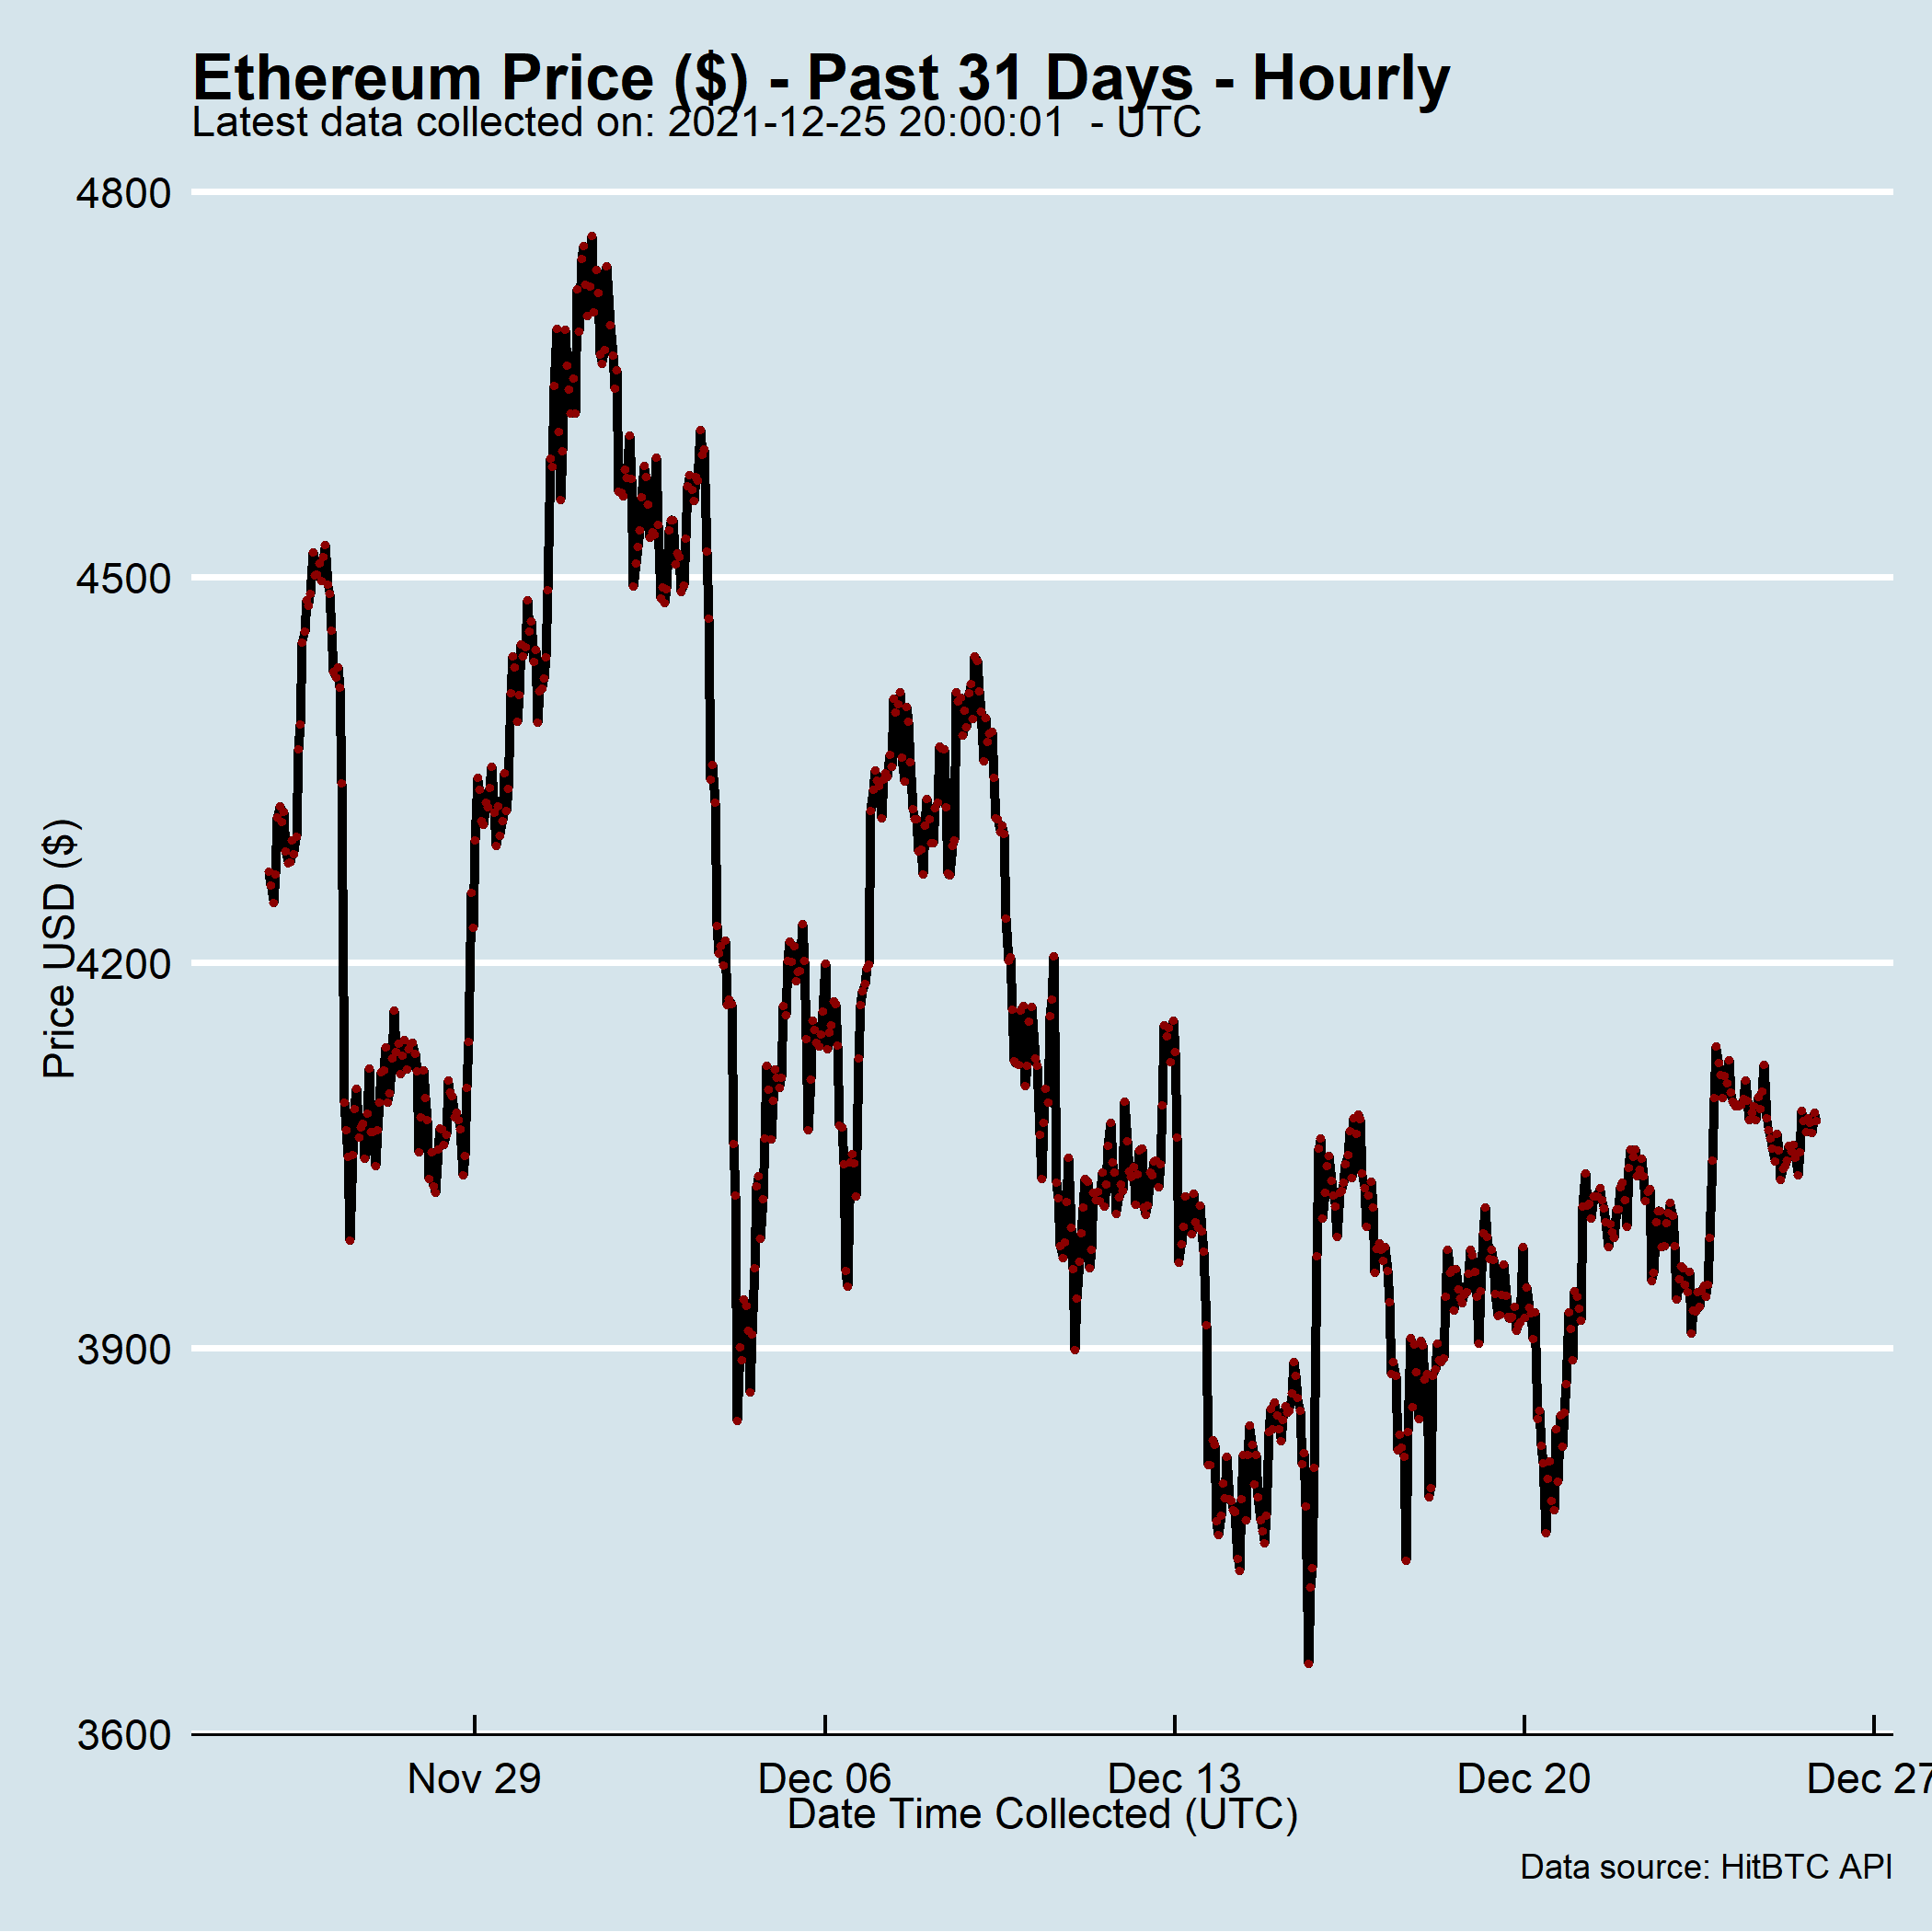 Ethereum Price ($) - Past 31 Days - Hourly
Latest data collected on: 2021-12-25 20:00:01  - UTC
4800
4500
4200
3900
3600
Price USD ($)
Nov 29
Dec 06
Dec 13
Dec 20
Dec 27
Date Time Collected (UTC)
Data source: HitBTC API